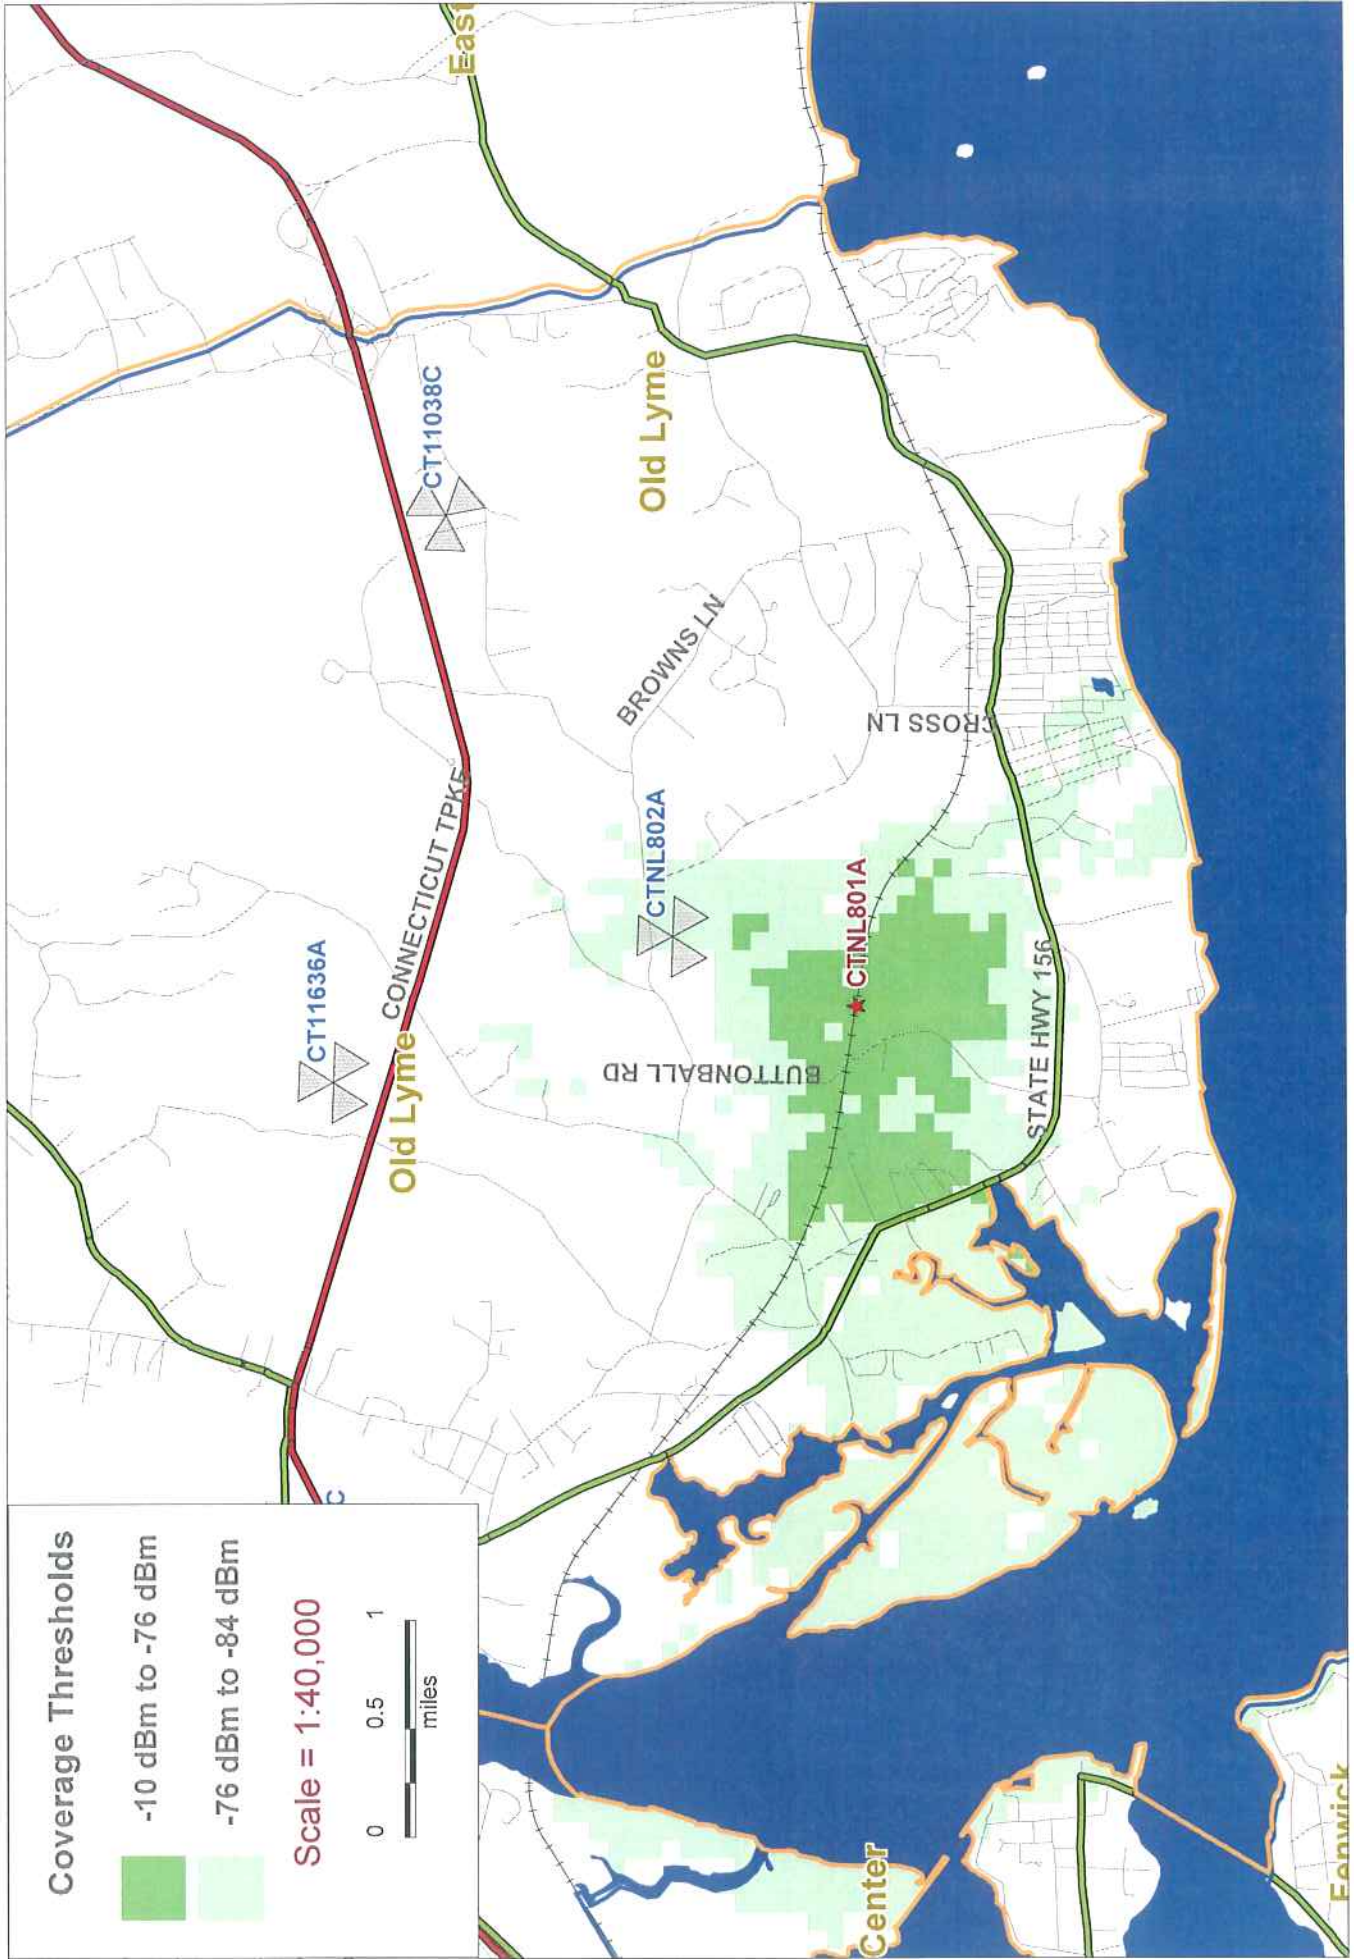 Coverage Thresholds
-10 dBm to -76 dBm
-76 dBm to -84 dBm
Scale = 1:40,000
0 0.5 1
miles
C
CT11636A
Old Lyme
CONNECTICUT TPKE
CT11038C
East
BUTTONBALL RD
CTNL802A
BROWNS LN
Old Lyme
CTNL801A
CROSS LN
STATE HWY 156
Center
Fenwick